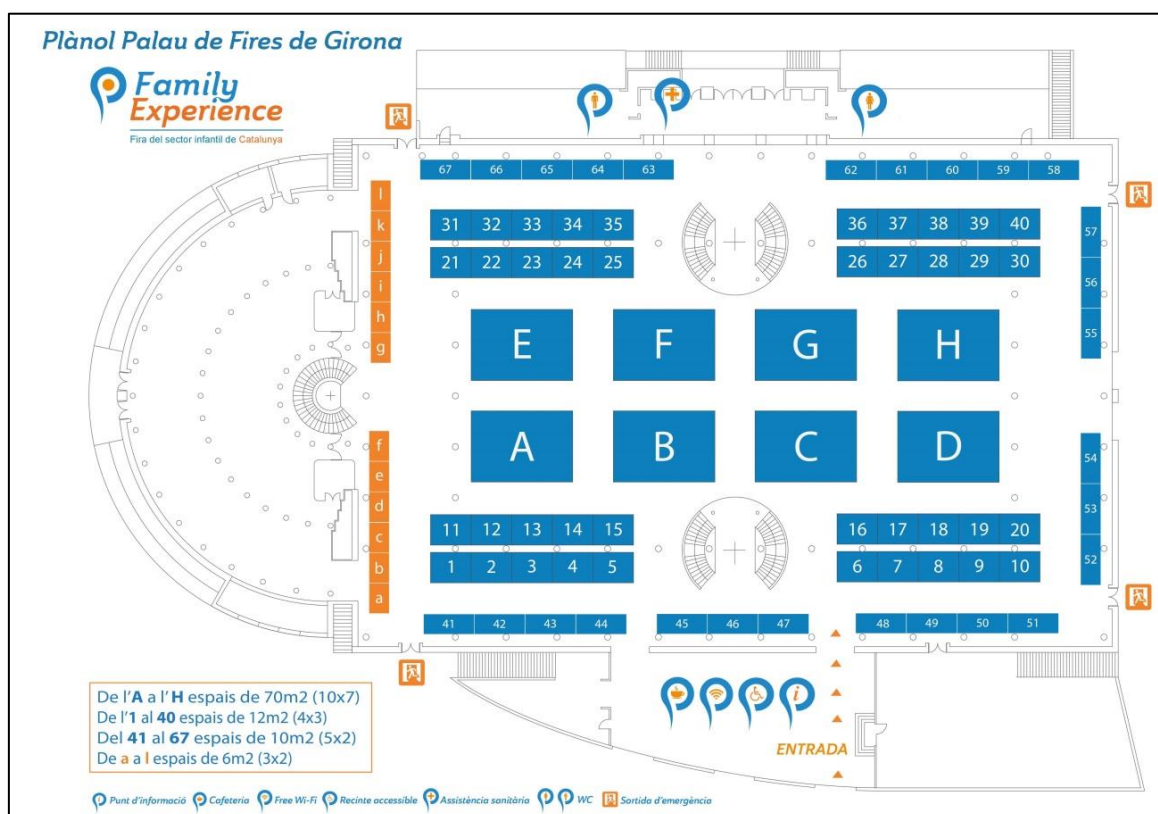 Plànol Palau de Fires de Girona
Family
Experience
Fira del sector infantil de Catalunya
67 66 65 64 63
62 61 60 59 58
l
k
j
i
h
g
31 32 33 34 35
21 22 23 24 25
36 37 38 39 40
26 27 28 29 30
57
56
55
E F G H
A B C D
f
e
d
c
b
a
54
53
52
11 12 13 14 15
1 2 3 4 5
16 17 18 19 20
6 7 8 9 10
41 42 43 44
45 46 47
48 49 50 51
i
ENTRADA
De l'A a l'H espais de 70m2 (10x7)
De l'1 al 40 espais de 12m2 (4x3)
Del 41 al 67 espais de 10m2 (5x2)
De a a l espais de 6m2 (3x2)
Punt d'informació Cafeteria Free Wi-Fi Recinte accessible Assistència sanitària WC Sortida d'emergència